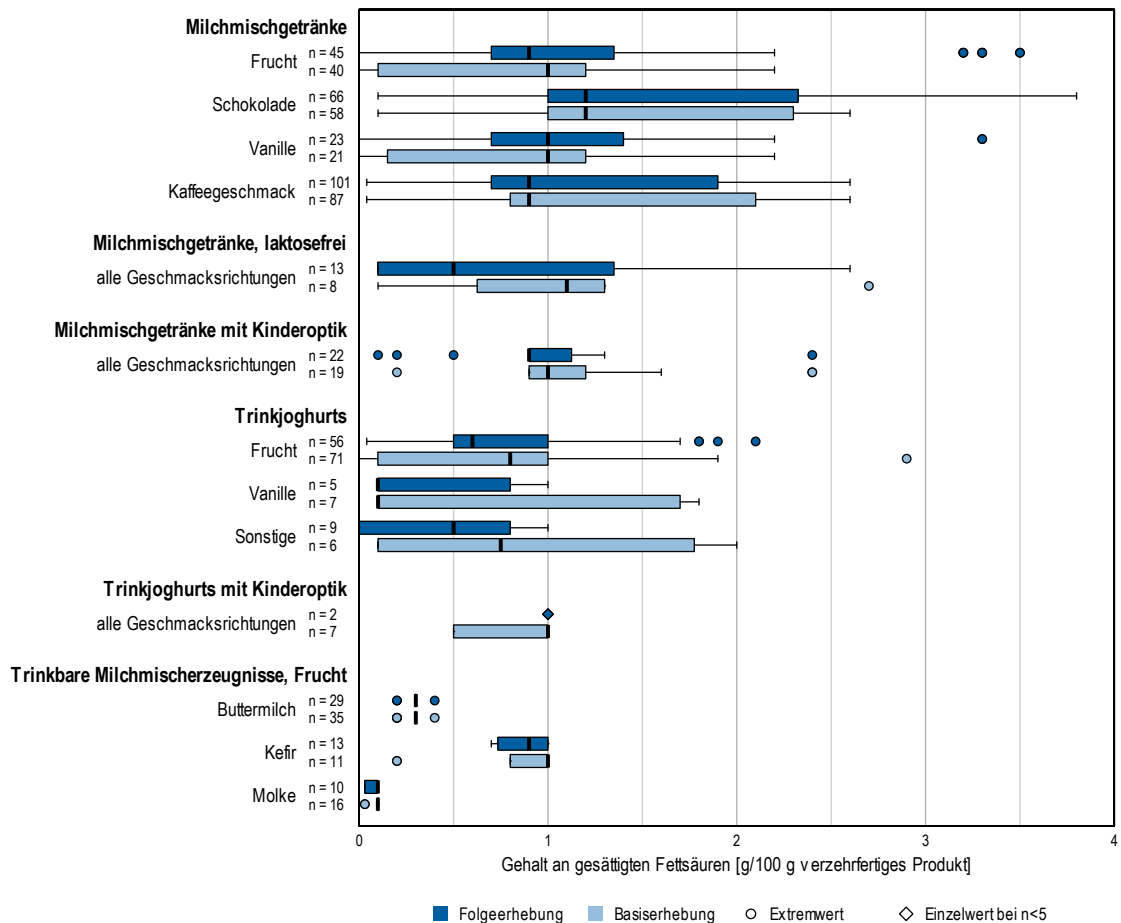 Milchmischgetränke
Frucht
n = 45
n = 40
Schokolade
n = 66
n = 58
Vanille
n = 23
n = 21
Kaffeegeschmack
n = 101
n = 87
Milchmischgetränke, laktosefrei
alle Geschmacksrichtungen
n = 13
n = 8
Milchmischgetränke mit Kinderoptik
alle Geschmacksrichtungen
n = 22
n = 19
Trinkjoghurts
Frucht
n = 56
n = 71
Vanille
n = 5
n = 7
Sonstige
n = 9
n = 6
Trinkjoghurts mit Kinderoptik
alle Geschmacksrichtungen
n = 2
n = 7
Trinkbare Milchmischerzeugnisse, Frucht
Buttermilch
n = 29
n = 35
Kefir
n = 13
n = 11
Molke
n = 10
n = 16
0 1 2 3 4
Gehalt an gesättigten Fettsäuren [g/100 g verzehrfertiges Produkt]
Folgeerhebung Basiserhebung Extremwert Einzelwert bei n<5